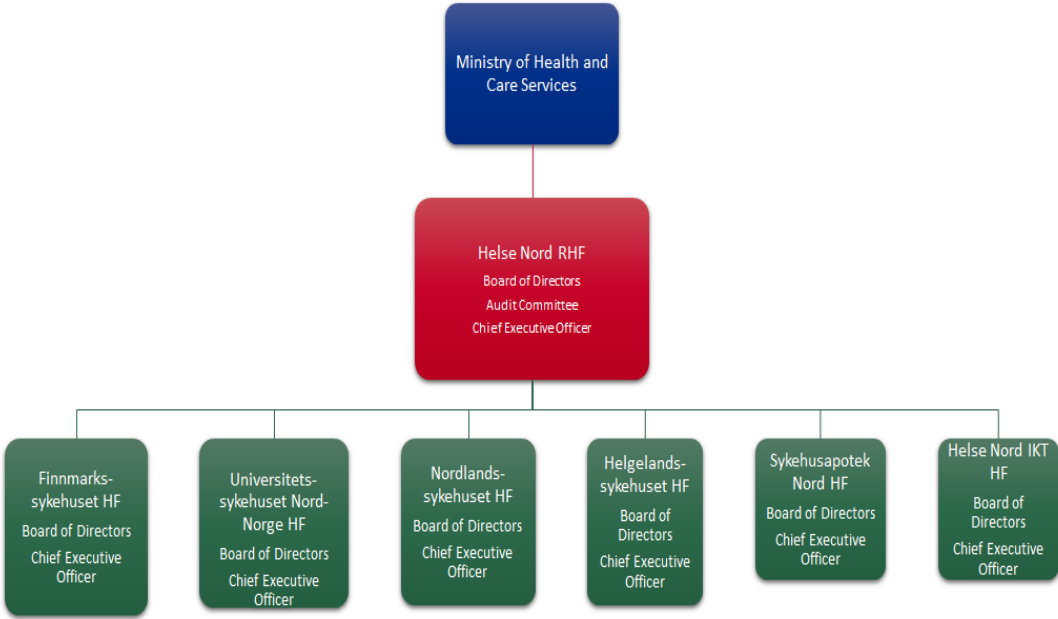 Ministry of Health and
Care Services
Helse Nord RHF
Board of Directors
Audit Committee
Chief Executive Officer
Finnmarks-
sykehuset HF
Board of Directors
Chief Executive
Officer
Universitets-
sykehuset Nord-
Norge HF
Board of Directors
Chief Executive
Officer
Nordlands-
sykehuset HF
Board of Directors
Chief Executive
Officer
Helgelands-
sykehuset HF
Board of
Directors
Chief Executive
Officer
Sykehusapotek
Nord HF
Board of Directors
Chief Executive
Officer
Helse Nord IKT
HF
Board of
Directors
Chief Executive
Officer